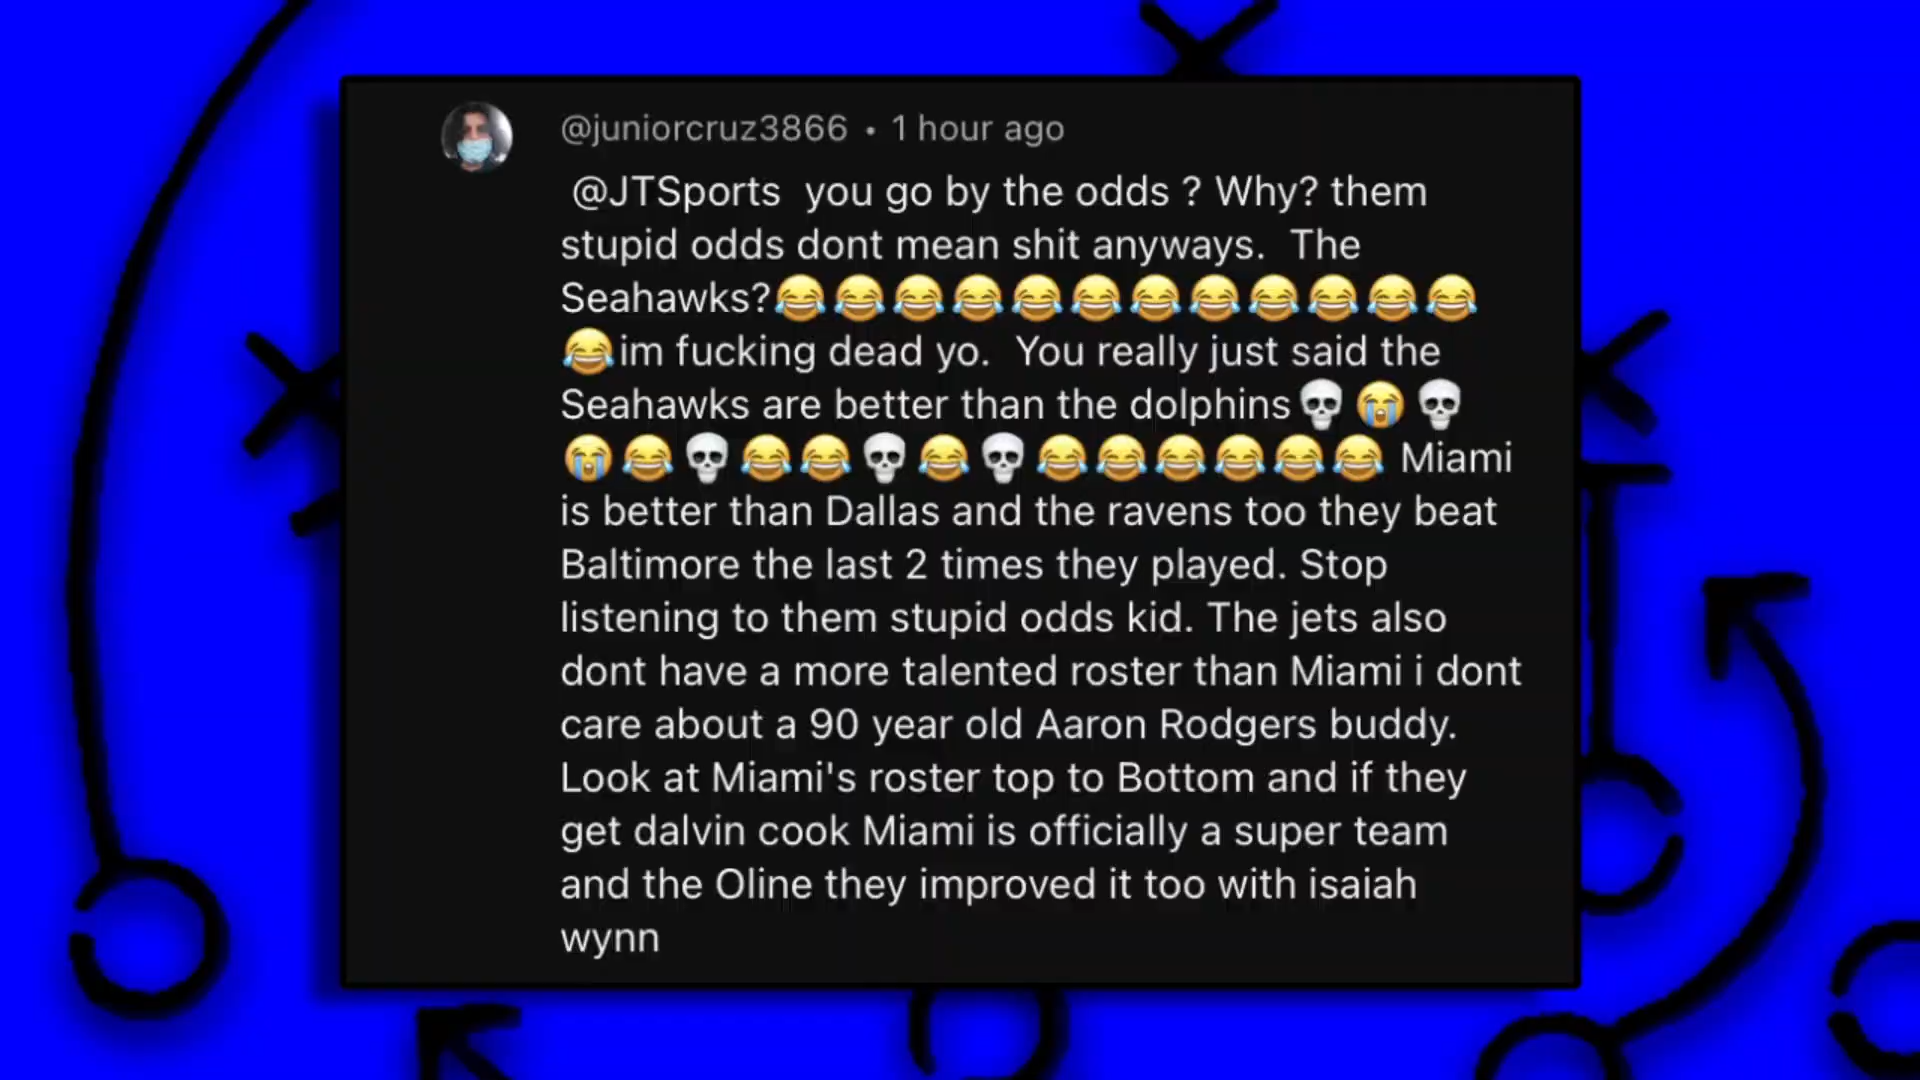 @juniorcruz3866 • 1 hour ago
@JTSports  you go by the odds ? Why? them
stupid odds dont mean shit anyways.  The
Seahawks?😂😂😂😂😂😂😂😂😂😂😂😂
😂im fucking dead yo.  You really just said the
Seahawks are better than the dolphins💀😭💀
😭😂💀😂😂💀😂💀😂😂😂😂😂😂 Miami
is better than Dallas and the ravens too they beat
Baltimore the last 2 times they played. Stop
listening to them stupid odds kid. The jets also
dont have a more talented roster than Miami i dont
care about a 90 year old Aaron Rodgers buddy.
Look at Miami's roster top to Bottom and if they
get dalvin cook Miami is officially a super team
and the Oline they improved it too with isaiah
wynn